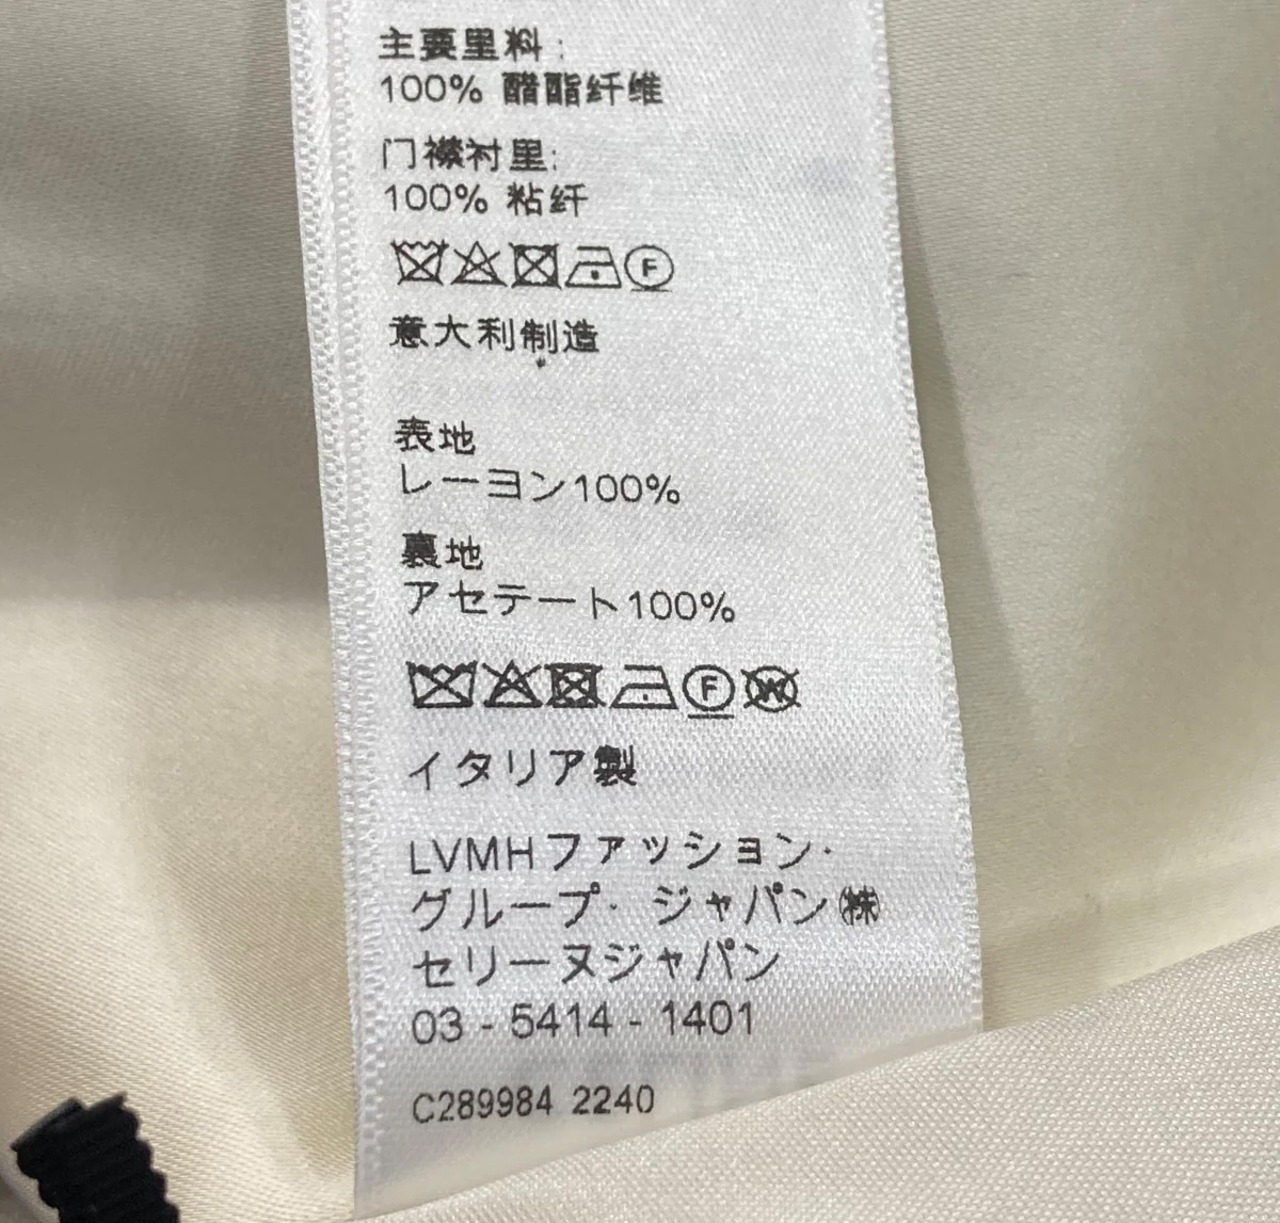 主要里料：
100% 醋酯纤维
门襟衬里：
100% 粘纤
F
意大利制造
表地
レーヨン100%
裏地
アセテート100%
F W
イタリア製
LVMHファッション・
グループ・ジャパン㈱
セリーヌジャパン
03 - 5414 - 1401
C289984 2240